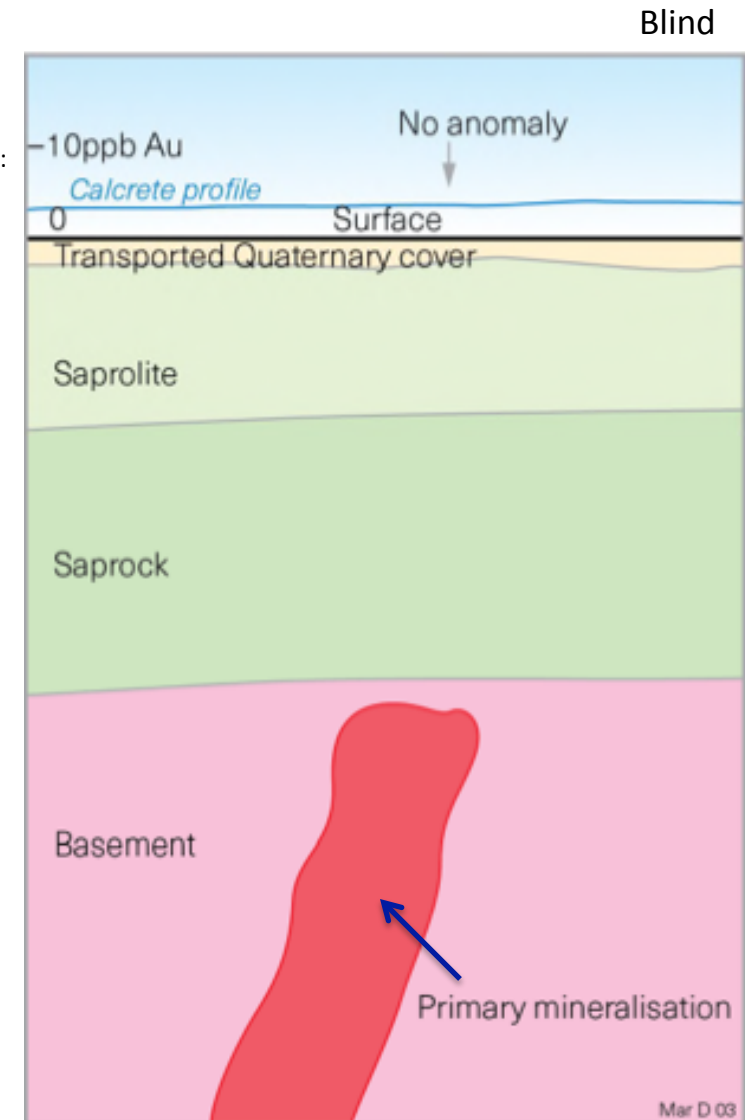 Blind
:
–10ppb Au
No anomaly
Calcrete profile
0
Surface
Transported Quaternary cover
Saprolite
Saprock
Basement
Primary mineralisation
Mar D 03